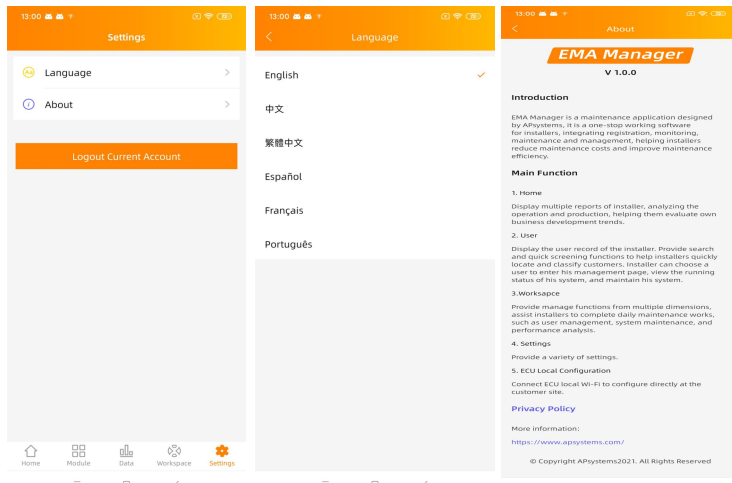 13:00
Settings
Language
About
Logout Current Account
Home
Module
Data
Workspace
Settings
13:00
Language
English
中文
繁體中文
Español
Français
Português
13:00
About
EMA Manager
V 1.0.0
Introduction
EMA Manager is a maintenance application designed
by APsystems, it is a one-stop working software
for installers, integrating registration, monitoring,
maintenance and management, helping installers
reduce maintenance costs and improve maintenance
efficiency.
Main Function
1. Home
Display multiple reports of installer, analyzing the
operation and production, helping them evaluate own
business development trends.
2. User
Display the user record of the installer. Provide search
and quick screening functions to help installers quickly
locate and classify customers. Installer can choose a
user to enter his management page, view the running
status of his system, and maintain his system.
3.Worksapce
Provide manage functions from multiple dimensions,
assist installers to complete daily maintenance works,
such as user management, system maintenance, and
performance analysis.
4. Settings
Provide a variety of settings.
5. ECU Local Configuration
Connect ECU local Wi-Fi to configure directly at the
customer site.
Privacy Policy
More information:
https://www.apsystems.com/
© Copyright APsystems2021. All Rights Reserved